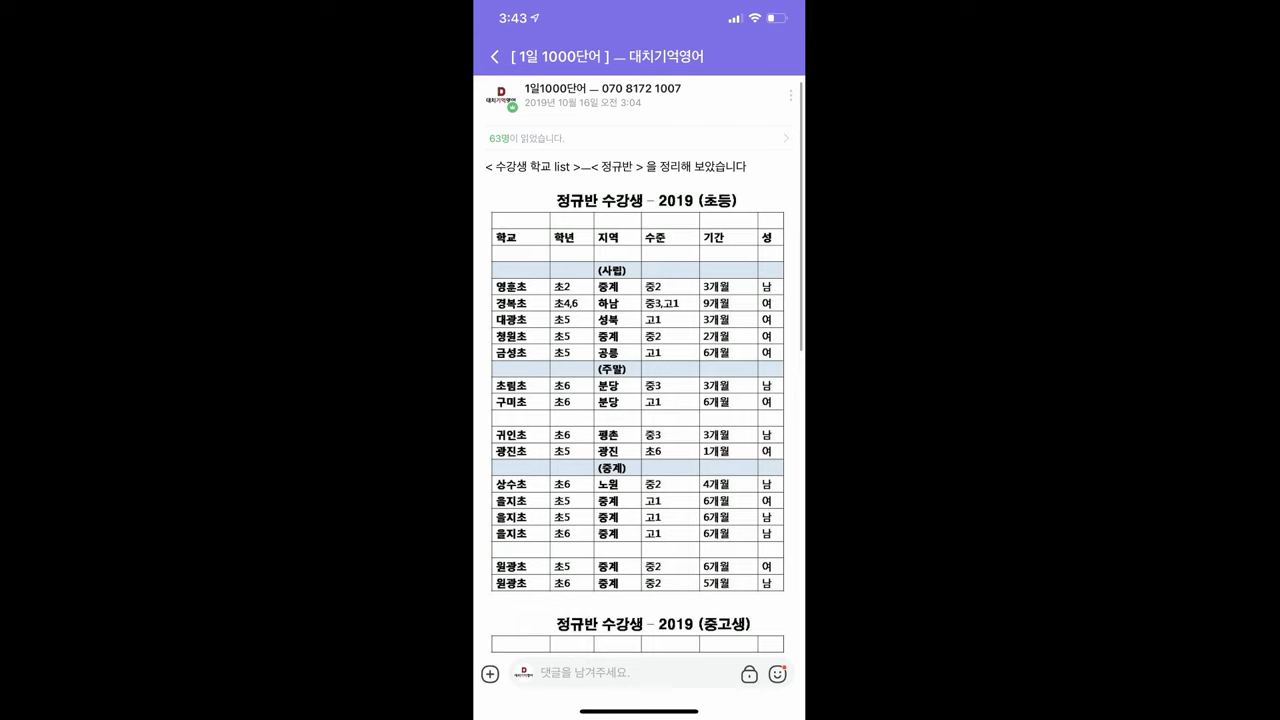 3:43
[ 1일 1000단어 ] — 대치기억영어
D
대치기억영어
1일1000단어 — 070 8172 1007
2019년 10월 16일 오전 3:04
63명이 읽었습니다.
< 수강생 학교 list >—< 정규반 > 을 정리해 보았습니다
정규반 수강생 – 2019 (초등)
학교 학년 지역 수준 기간 성
(사립)
영훈초 초2 중계 중2 3개월 남
경복초 초4,6 하남 중3,고1 9개월 여
대광초 초5 성북 고1 3개월 여
청원초 초5 중계 중2 2개월 여
금성초 초5 공릉 고1 6개월 여
(주말)
초림초 초6 분당 중3 3개월 남
구미초 초6 분당 고1 6개월 여
귀인초 초6 평촌 중3 3개월 남
광진초 초5 광진 초6 1개월 여
(중계)
상수초 초6 노원 중2 4개월 남
을지초 초5 중계 고1 6개월 여
을지초 초5 중계 고1 6개월 남
을지초 초6 중계 고1 6개월 남
원광초 초5 중계 중2 6개월 여
원광초 초6 중계 중2 5개월 남
정규반 수강생 – 2019 (중고생)
D
대치기억영어
댓글을 남겨주세요.